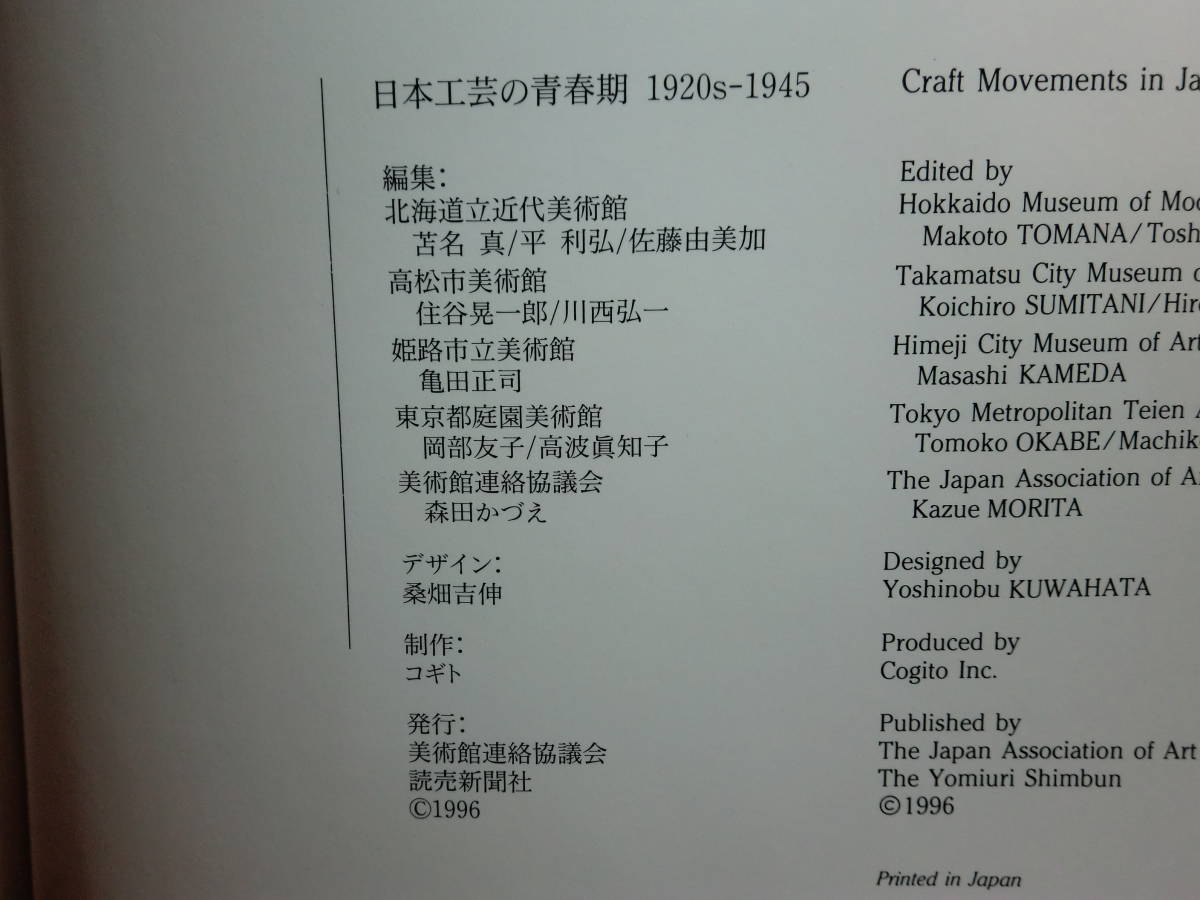 日本工芸の青春期 1920s-1945
編集:
北海道立近代美術館
苫名 真/平 利弘/佐藤由美加
高松市美術館
住谷晃一郎/川西弘一
姫路市立美術館
亀田正司
東京都庭園美術館
岡部友子/高波眞知子
美術館連絡協議会
森田かづえ
デザイン:
桑畑吉伸
制作:
コギト
発行:
美術館連絡協議会
読売新聞社
©1996
Craft Movements in Ja
Edited by
Hokkaido Museum of Mod
Makoto TOMANA/Tosh
Takamatsu City Museum o
Koichiro SUMITANI/Hiro
Himeji City Museum of Art
Masashi KAMEDA
Tokyo Metropolitan Teien A
Tomoko OKABE/Machik
The Japan Association of A
Kazue MORITA
Designed by
Yoshinobu KUWAHATA
Produced by
Cogito Inc.
Published by
The Japan Association of Art
The Yomiuri Shimbun
©1996
Printed in Japan